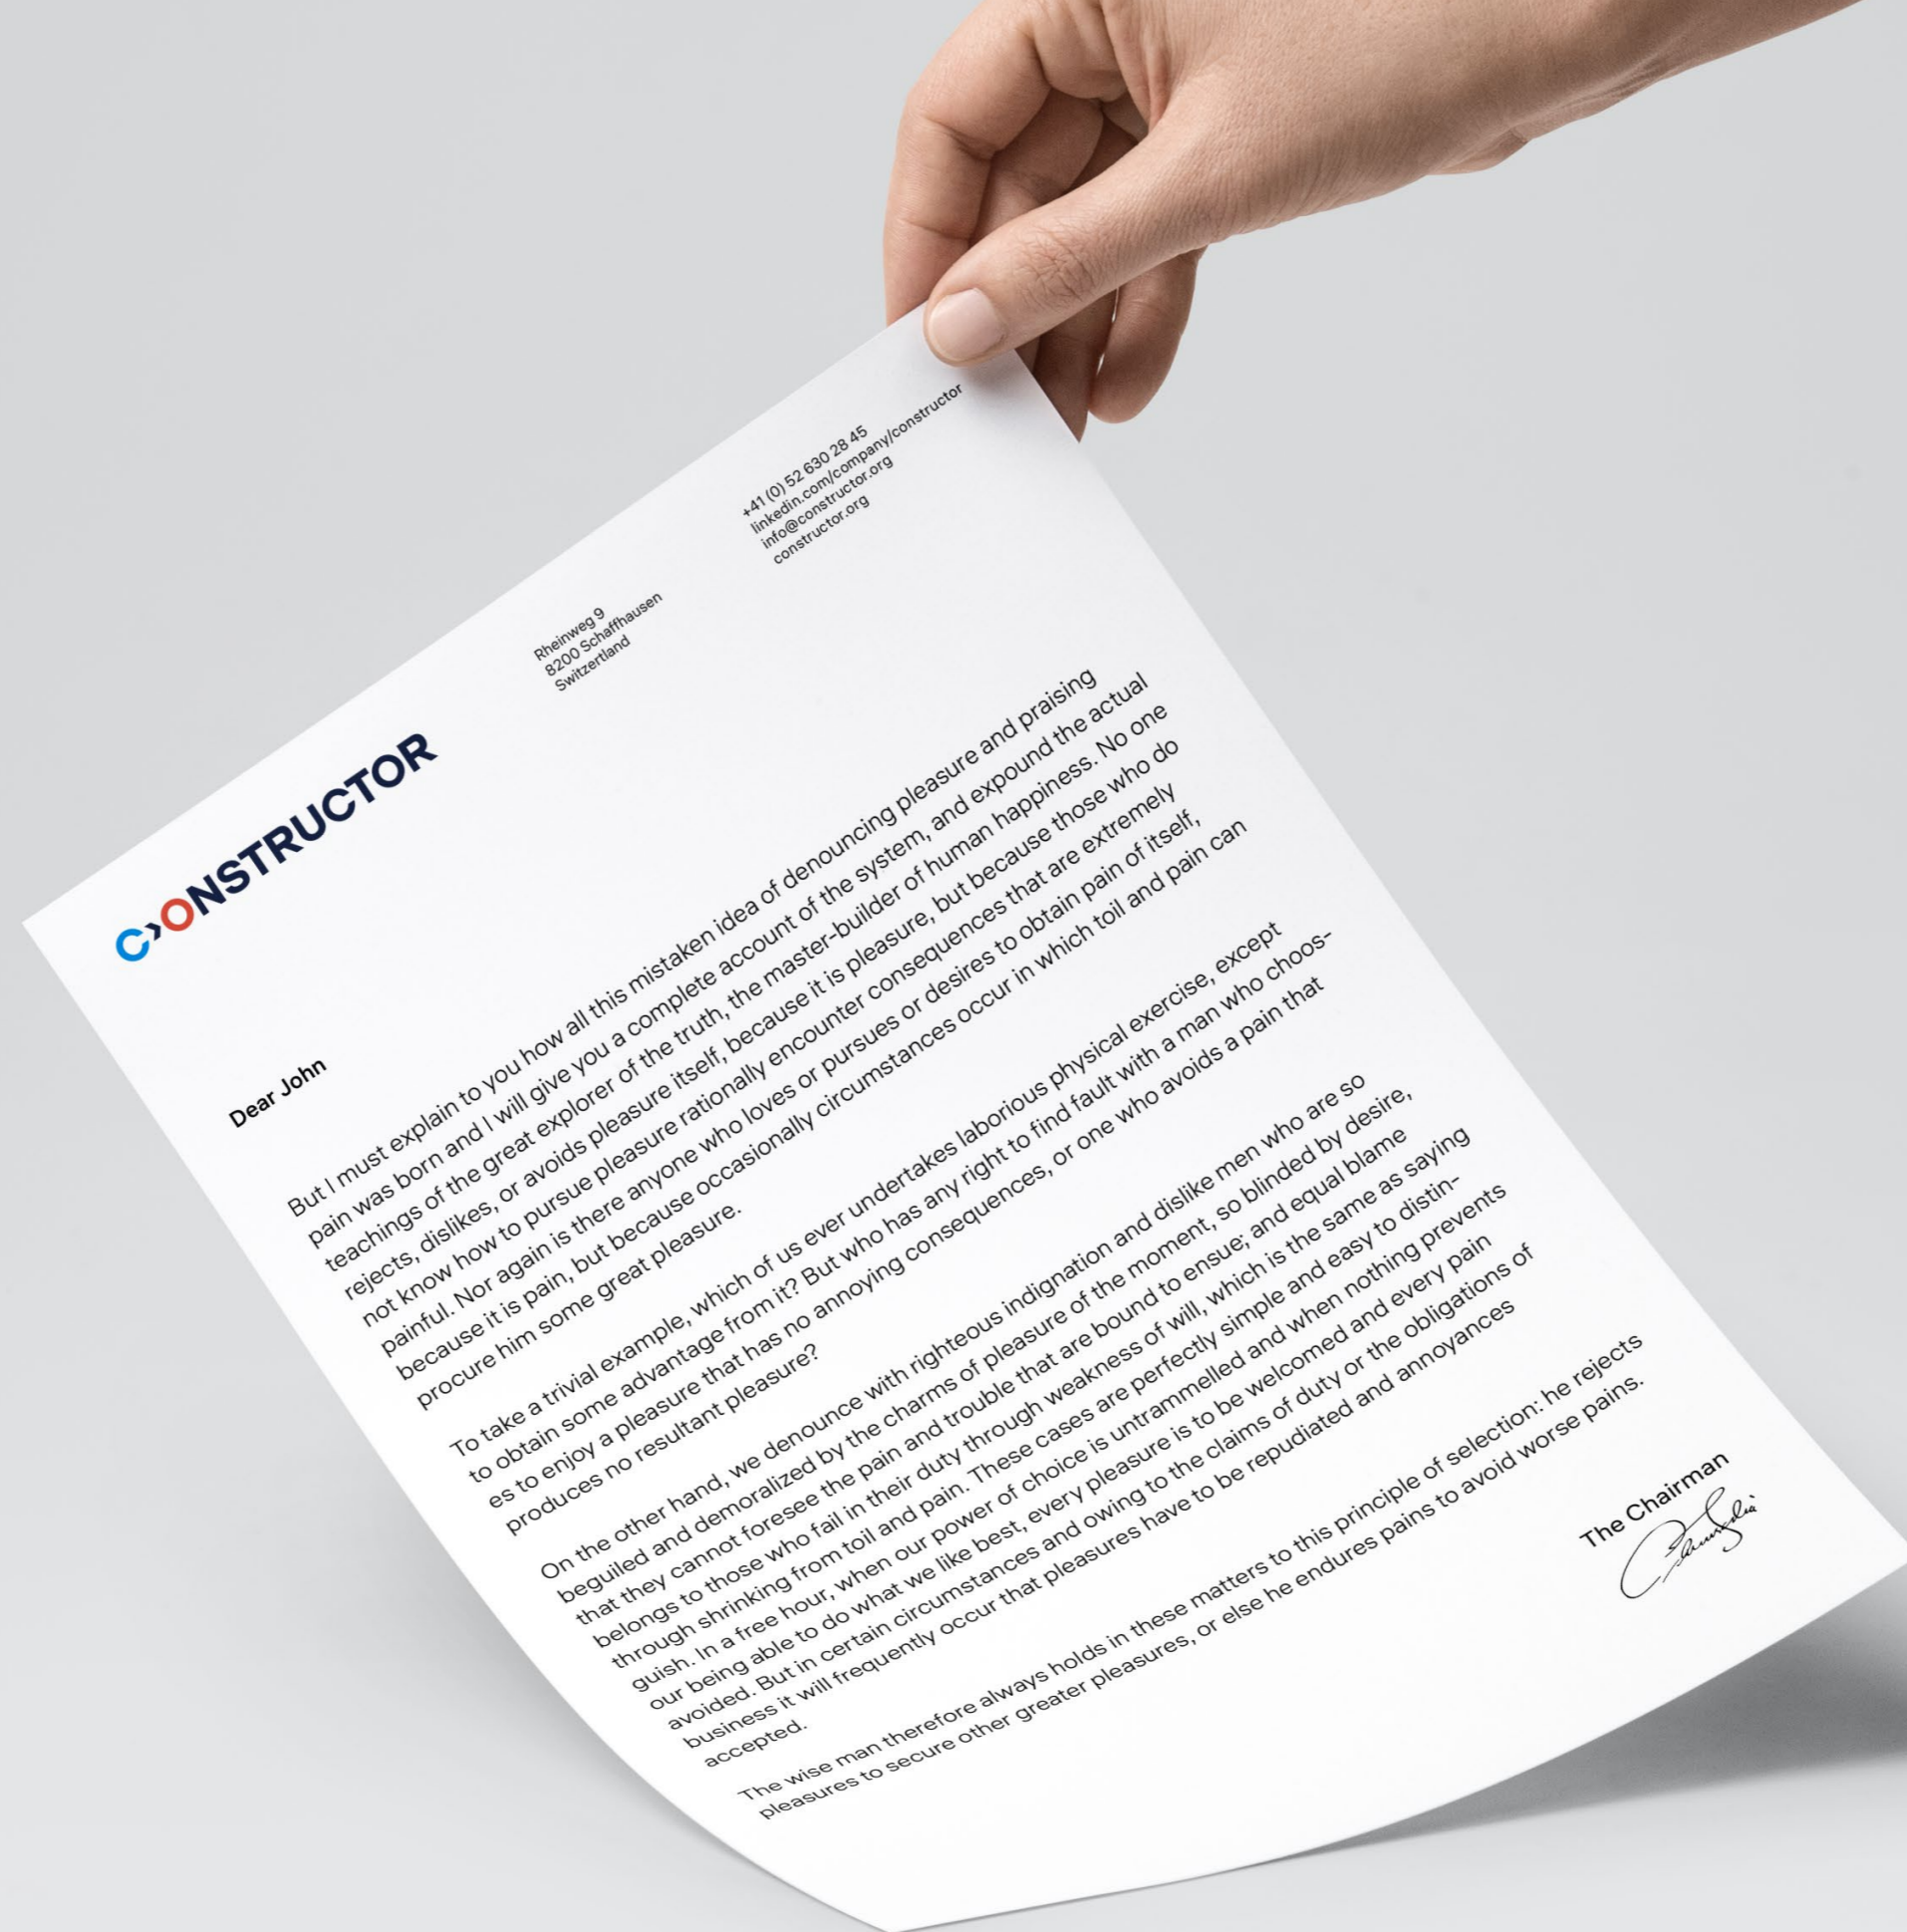 C›ONSTRUCTOR
Rheinweg 9
8200 Schaffhausen
Switzertland
+41 (0) 52 630 28 45
linkedin.com/company/constructor
info@constructor.org
constructor.org
Dear John
But I must explain to you how all this mistaken idea of denouncing pleasure and praising
pain was born and I will give you a complete account of the system, and expound the actual
teachings of the great explorer of the truth, the master-builder of human happiness. No one
rejects, dislikes, or avoids pleasure itself, because it is pleasure, but because those who do
not know how to pursue pleasure rationally encounter consequences that are extremely
painful. Nor again is there anyone who loves or pursues or desires to obtain pain of itself,
because it is pain, but because occasionally circumstances occur in which toil and pain can
procure him some great pleasure.
To take a trivial example, which of us ever undertakes laborious physical exercise, except
to obtain some advantage from it? But who has any right to find fault with a man who choos-
es to enjoy a pleasure that has no annoying consequences, or one who avoids a pain that
produces no resultant pleasure?
On the other hand, we denounce with righteous indignation and dislike men who are so
beguiled and demoralized by the charms of pleasure of the moment, so blinded by desire,
that they cannot foresee the pain and trouble that are bound to ensue; and equal blame
belongs to those who fail in their duty through weakness of will, which is the same as saying
through shrinking from toil and pain. These cases are perfectly simple and easy to distin-
guish. In a free hour, when our power of choice is untrammelled and when nothing prevents
our being able to do what we like best, every pleasure is to be welcomed and every pain
avoided. But in certain circumstances and owing to the claims of duty or the obligations of
business it will frequently occur that pleasures have to be repudiated and annoyances
accepted.
The wise man therefore always holds in these matters to this principle of selection: he rejects
pleasures to secure other greater pleasures, or else he endures pains to avoid worse pains.
The Chairman